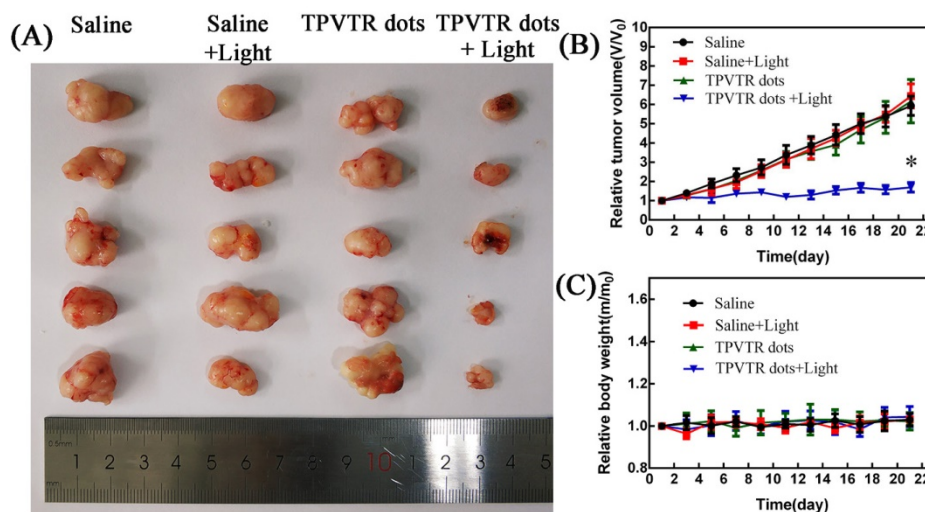 (A)
Saline
Saline
+Light
TPVTR dots
TPVTR dots
+ Light
0.5mm
1 2 3 4 5 6 7 8 9 10 1 2 3 4 5
mm
(B)
Relative tumor volume(V/V₀)
10
9
8
7
6
5
4
3
2
1
0
Saline
Saline+Light
TPVTR dots
TPVTR dots +Light
*
0 2 4 6 8 10 12 14 16 18 20 22
Time(day)
(C)
Relative body weight(m/m₀)
1.6
1.4
1.2
1.0
0.8
Saline
Saline+Light
TPVTR dots
TPVTR dots+Light
0 2 4 6 8 10 12 14 16 18 20 22
Time(day)